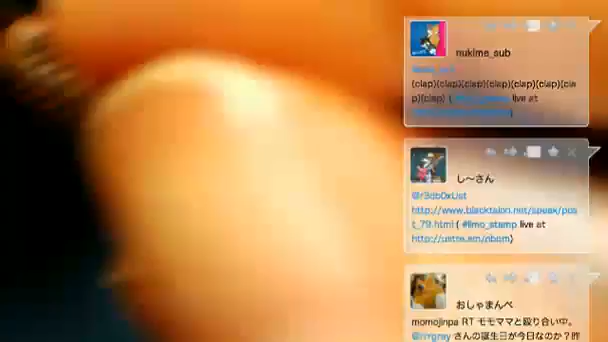 nukime_sub
(clap)(clap)(clap)(clap)(clap)(clap)(cla
p)(clap) ( live at
し〜さん
@r3db0xUst
http://www.blacktalon.net/speak/pos
t_79.html ( #limo_stamp live at
http://ustre.am/nbom)
おしゃまんべ
momojinpa RT モモママと絞り合い中。
さんの誕生日が今日なのか？昨